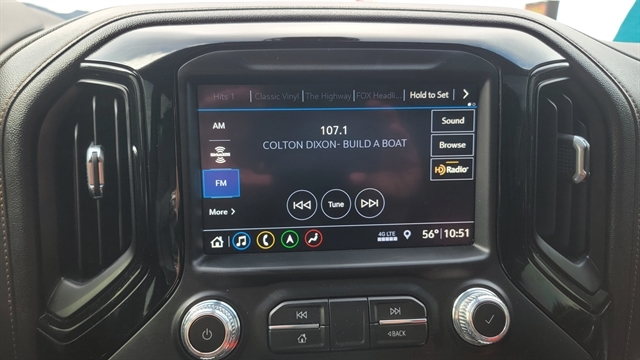 Hits 1 Classic Vinyl The Highway FOX Headli... Hold to Set
AM
107.1
Sound
COLTON DIXON- BUILD A BOAT
Browse
SiriusXM
HD Radio
FM
Tune
More
4G LTE 56° 10:51
BACK